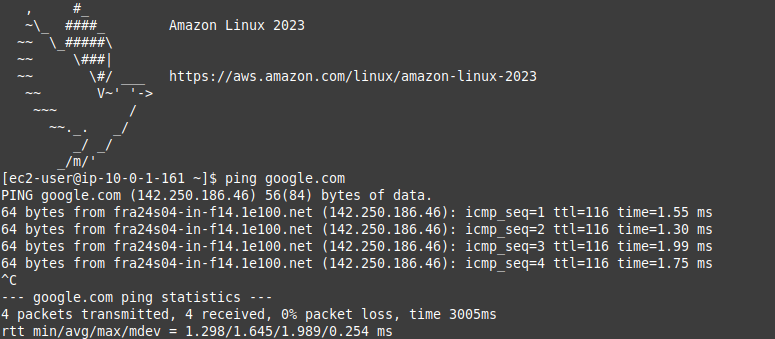 ,     #_
   ~\_  ####_        Amazon Linux 2023
  ~~  \_#####\
  ~~     \###|
  ~~       \#/ ___   https://aws.amazon.com/linux/amazon-linux-2023
   ~~       V~' '->
    ~~~         /
      ~~._.   _/
         _/ _/
       _/m/'
[ec2-user@ip-10-0-1-161 ~]$ ping google.com
PING google.com (142.250.186.46) 56(84) bytes of data.
64 bytes from fra24s04-in-f14.1e100.net (142.250.186.46): icmp_seq=1 ttl=116 time=1.55 ms
64 bytes from fra24s04-in-f14.1e100.net (142.250.186.46): icmp_seq=2 ttl=116 time=1.30 ms
64 bytes from fra24s04-in-f14.1e100.net (142.250.186.46): icmp_seq=3 ttl=116 time=1.99 ms
64 bytes from fra24s04-in-f14.1e100.net (142.250.186.46): icmp_seq=4 ttl=116 time=1.75 ms
^C
--- google.com ping statistics ---
4 packets transmitted, 4 received, 0% packet loss, time 3005ms
rtt min/avg/max/mdev = 1.298/1.645/1.989/0.254 ms